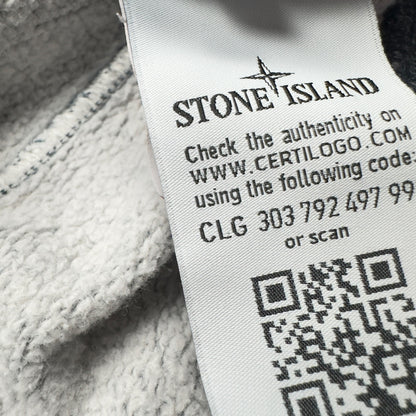 STONE ISLAND
Check the authenticity on
WWW.CERTILOGO.COM
using the following code:
CLG 303 792 497 99
or scan